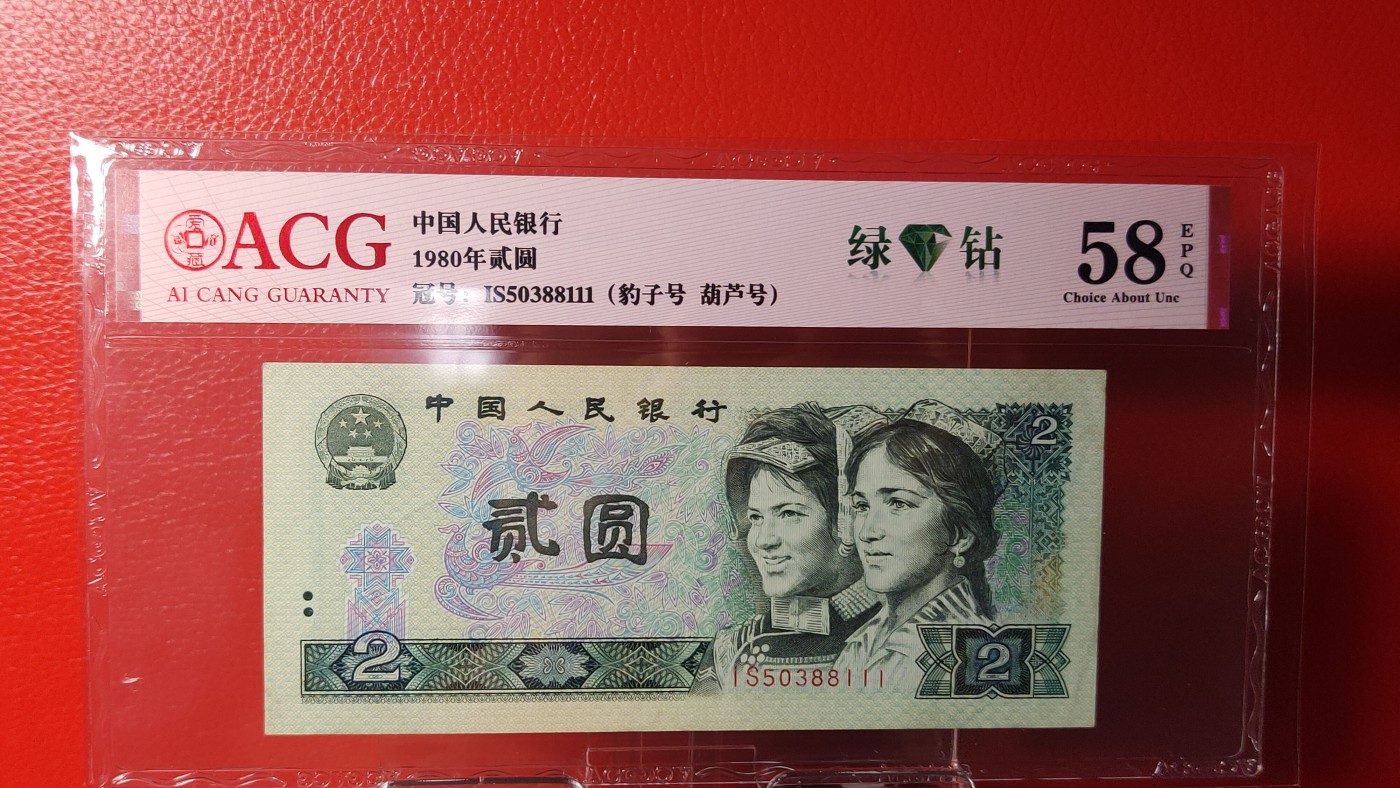 ACG
AI CANG GUARANTY
中国人民银行
1980年贰圆
冠号: IS50388111（豹子号 葫芦号）
绿 钻
58
EPQ
Choice About Unc
中国人民银行
2
贰圆
2
IS50388111
2